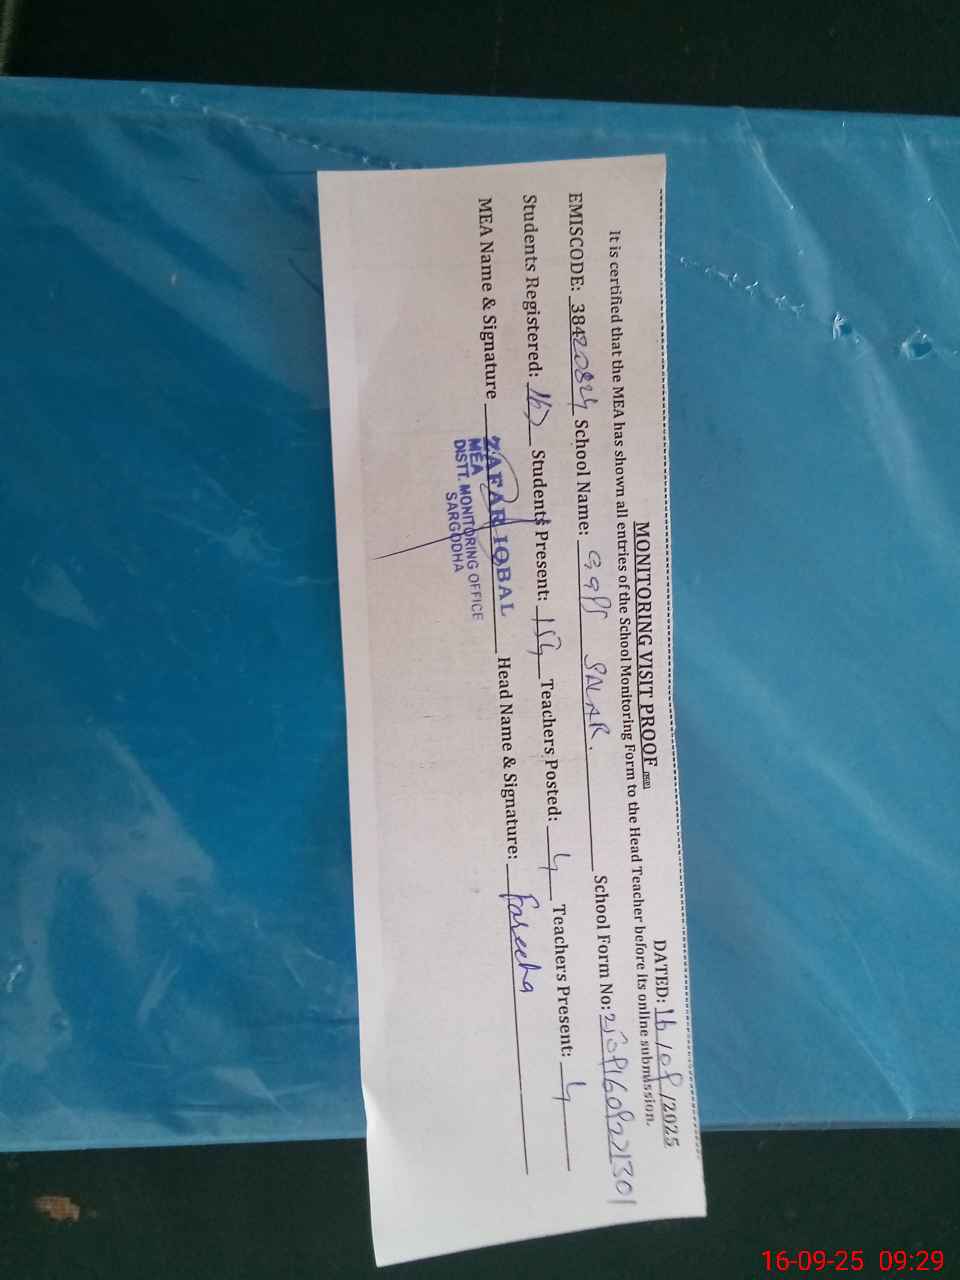 MONITORING VISIT PROOF
DATED: 16/09/2025
It is certified that the MEA has shown all entries of the School Monitoring Form to the Head Teacher before its online submission.
EMISCODE: 38420824 School Name: GGPS SALAR. School Form No:
Students Registered: 167 Students Present: 154 Teachers Posted: 4 Teachers Present: 4
MEA Name & Signature ZAFAR IQBAL Head Name & Signature: Fareeha
MEA
DISTT. MONITORING OFFICE
SARGODHA
16-09-25 09:29